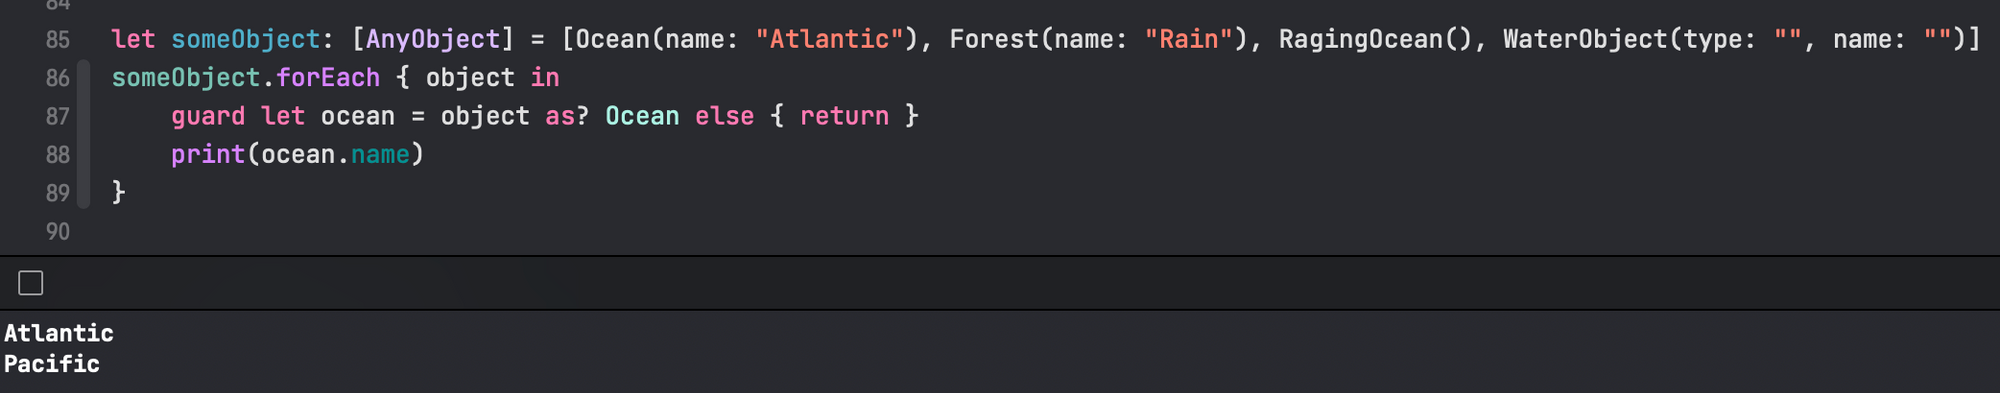 84
85 let someObject: [AnyObject] = [Ocean(name: "Atlantic"), Forest(name: "Rain"), RagingOcean(), WaterObject(type: "", name: "")]
86 someObject.forEach { object in
87     guard let ocean = object as? Ocean else { return }
88     print(ocean.name)
89 }
90
Atlantic
Pacific